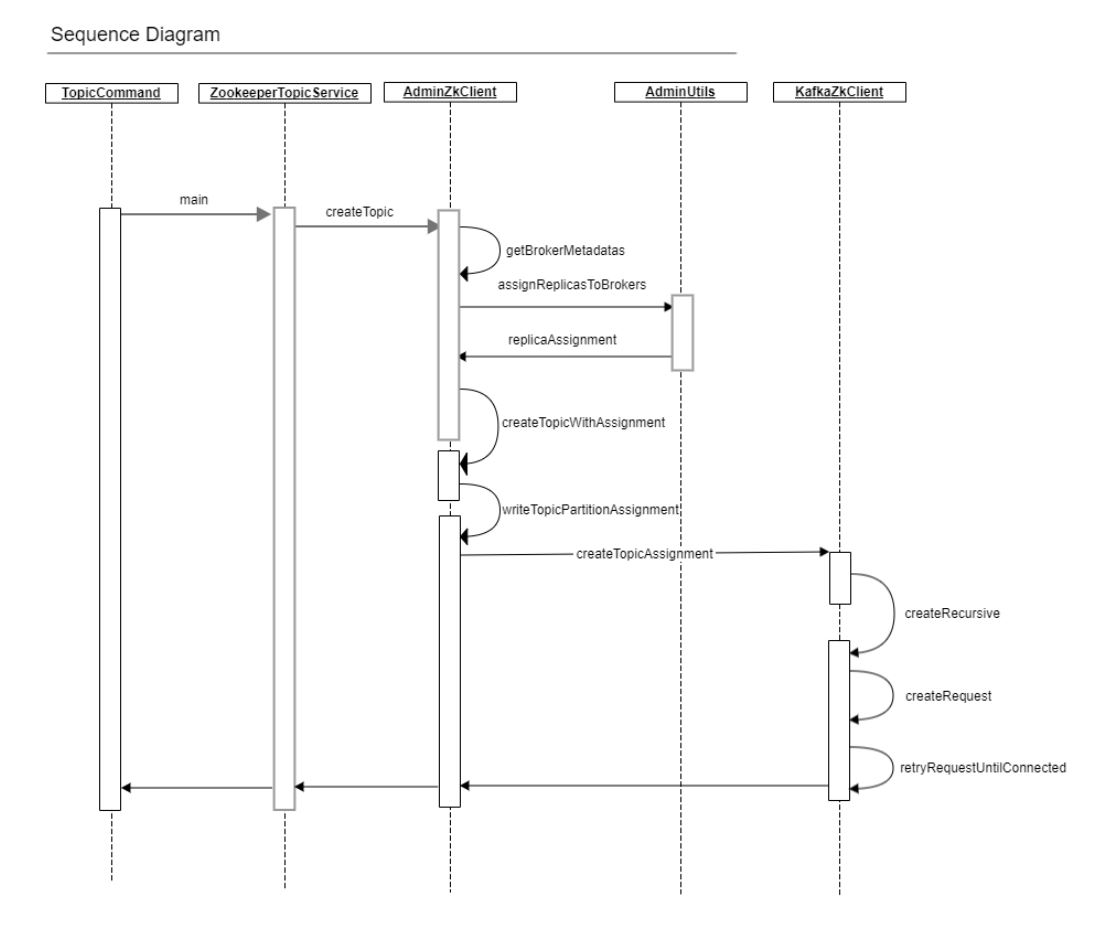 Sequence Diagram
TopicCommand
ZookeeperTopicService
AdminZkClient
AdminUtils
KafkaZkClient
main
createTopic
getBrokerMetadatas
assignReplicasToBrokers
replicaAssignment
createTopicWithAssignment
writeTopicPartitionAssignment
createTopicAssignment
createRecursive
createRequest
retryRequestUntilConnected